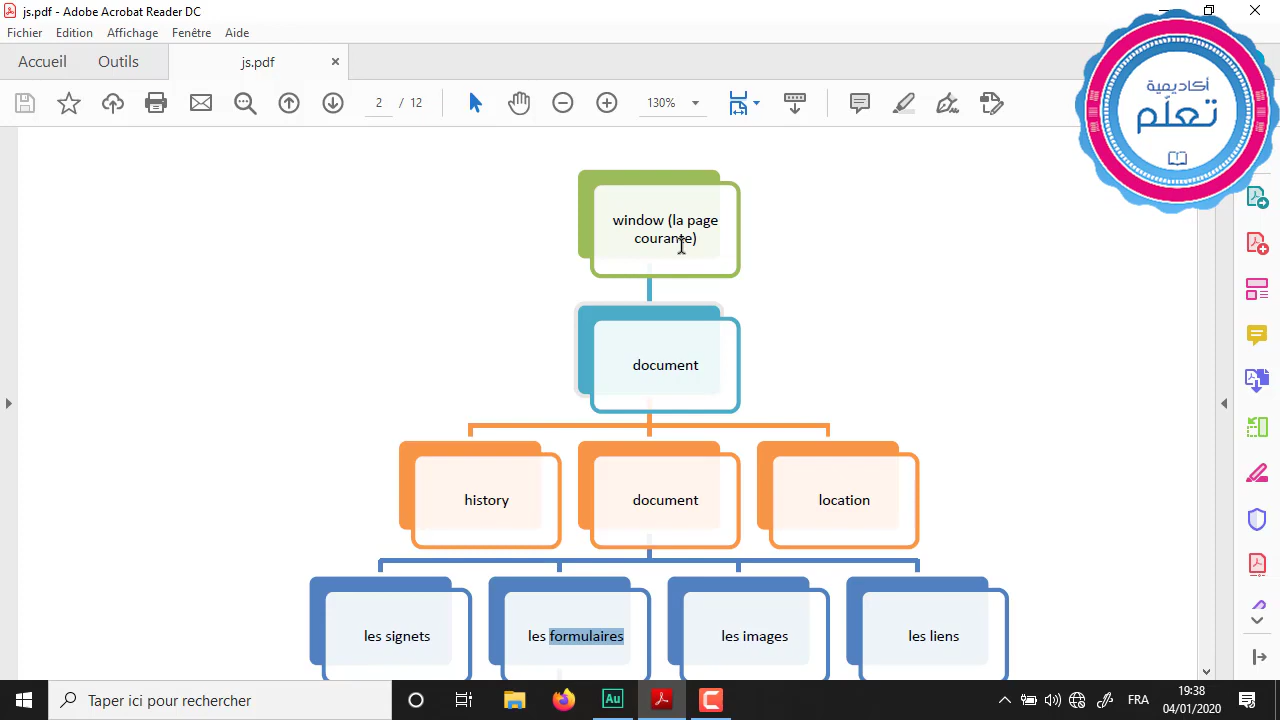 js.pdf - Adobe Acrobat Reader DC
Fichier Edition Affichage Fenêtre Aide
Accueil Outils js.pdf
2 / 12 130%
أكاديمية
تعلّم
window (la page
courante)
document
history document location
les signets les formulaires les images les liens
Taper ici pour rechercher
Au
FRA
19:38
04/01/2020